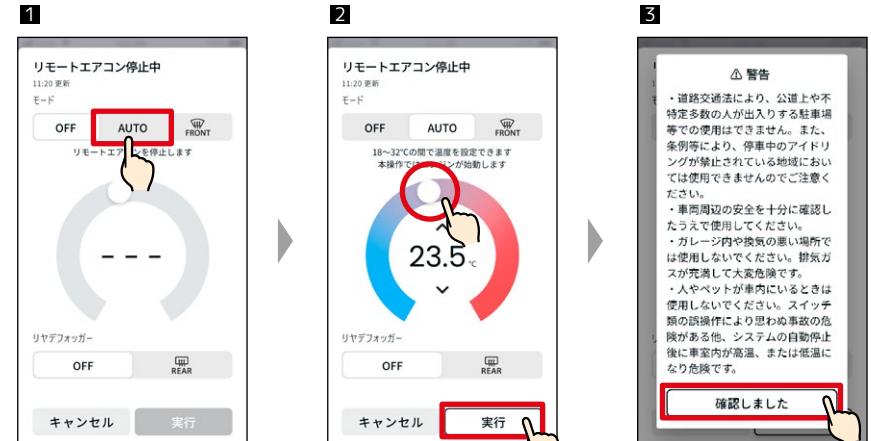 1
リモートエアコン停止中
11:20 更新
モード
OFF
AUTO
FRONT
リモートエアコンを停止します
---
リヤデフォッガー
OFF
REAR
キャンセル
実行
2
リモートエアコン停止中
11:20 更新
モード
OFF
AUTO
FRONT
18〜32℃の間で温度を設定できます
本操作ではエンジンが始動します
23.5℃
リヤデフォッガー
OFF
REAR
キャンセル
実行
3
⚠ 警告
・道路交通法により、公道上や不
特定多数の人が出入りする駐車場
等での使用はできません。また、
条例等により、停車中のアイドリ
ングが禁止されている地域におい
ては使用できませんのでご注意く
ださい。
・車両周辺の安全を十分に確認し
たうえで使用してください。
・ガレージ内や換気の悪い場所で
は使用しないでください。排気ガ
スが充満して大変危険です。
・人やペットが車内にいるときは
使用しないでください。スイッチ
類の誤操作により思わぬ事故の危
険がある他、システムの自動停止
後に車室内が高温、または低温に
なり危険です。
確認しました